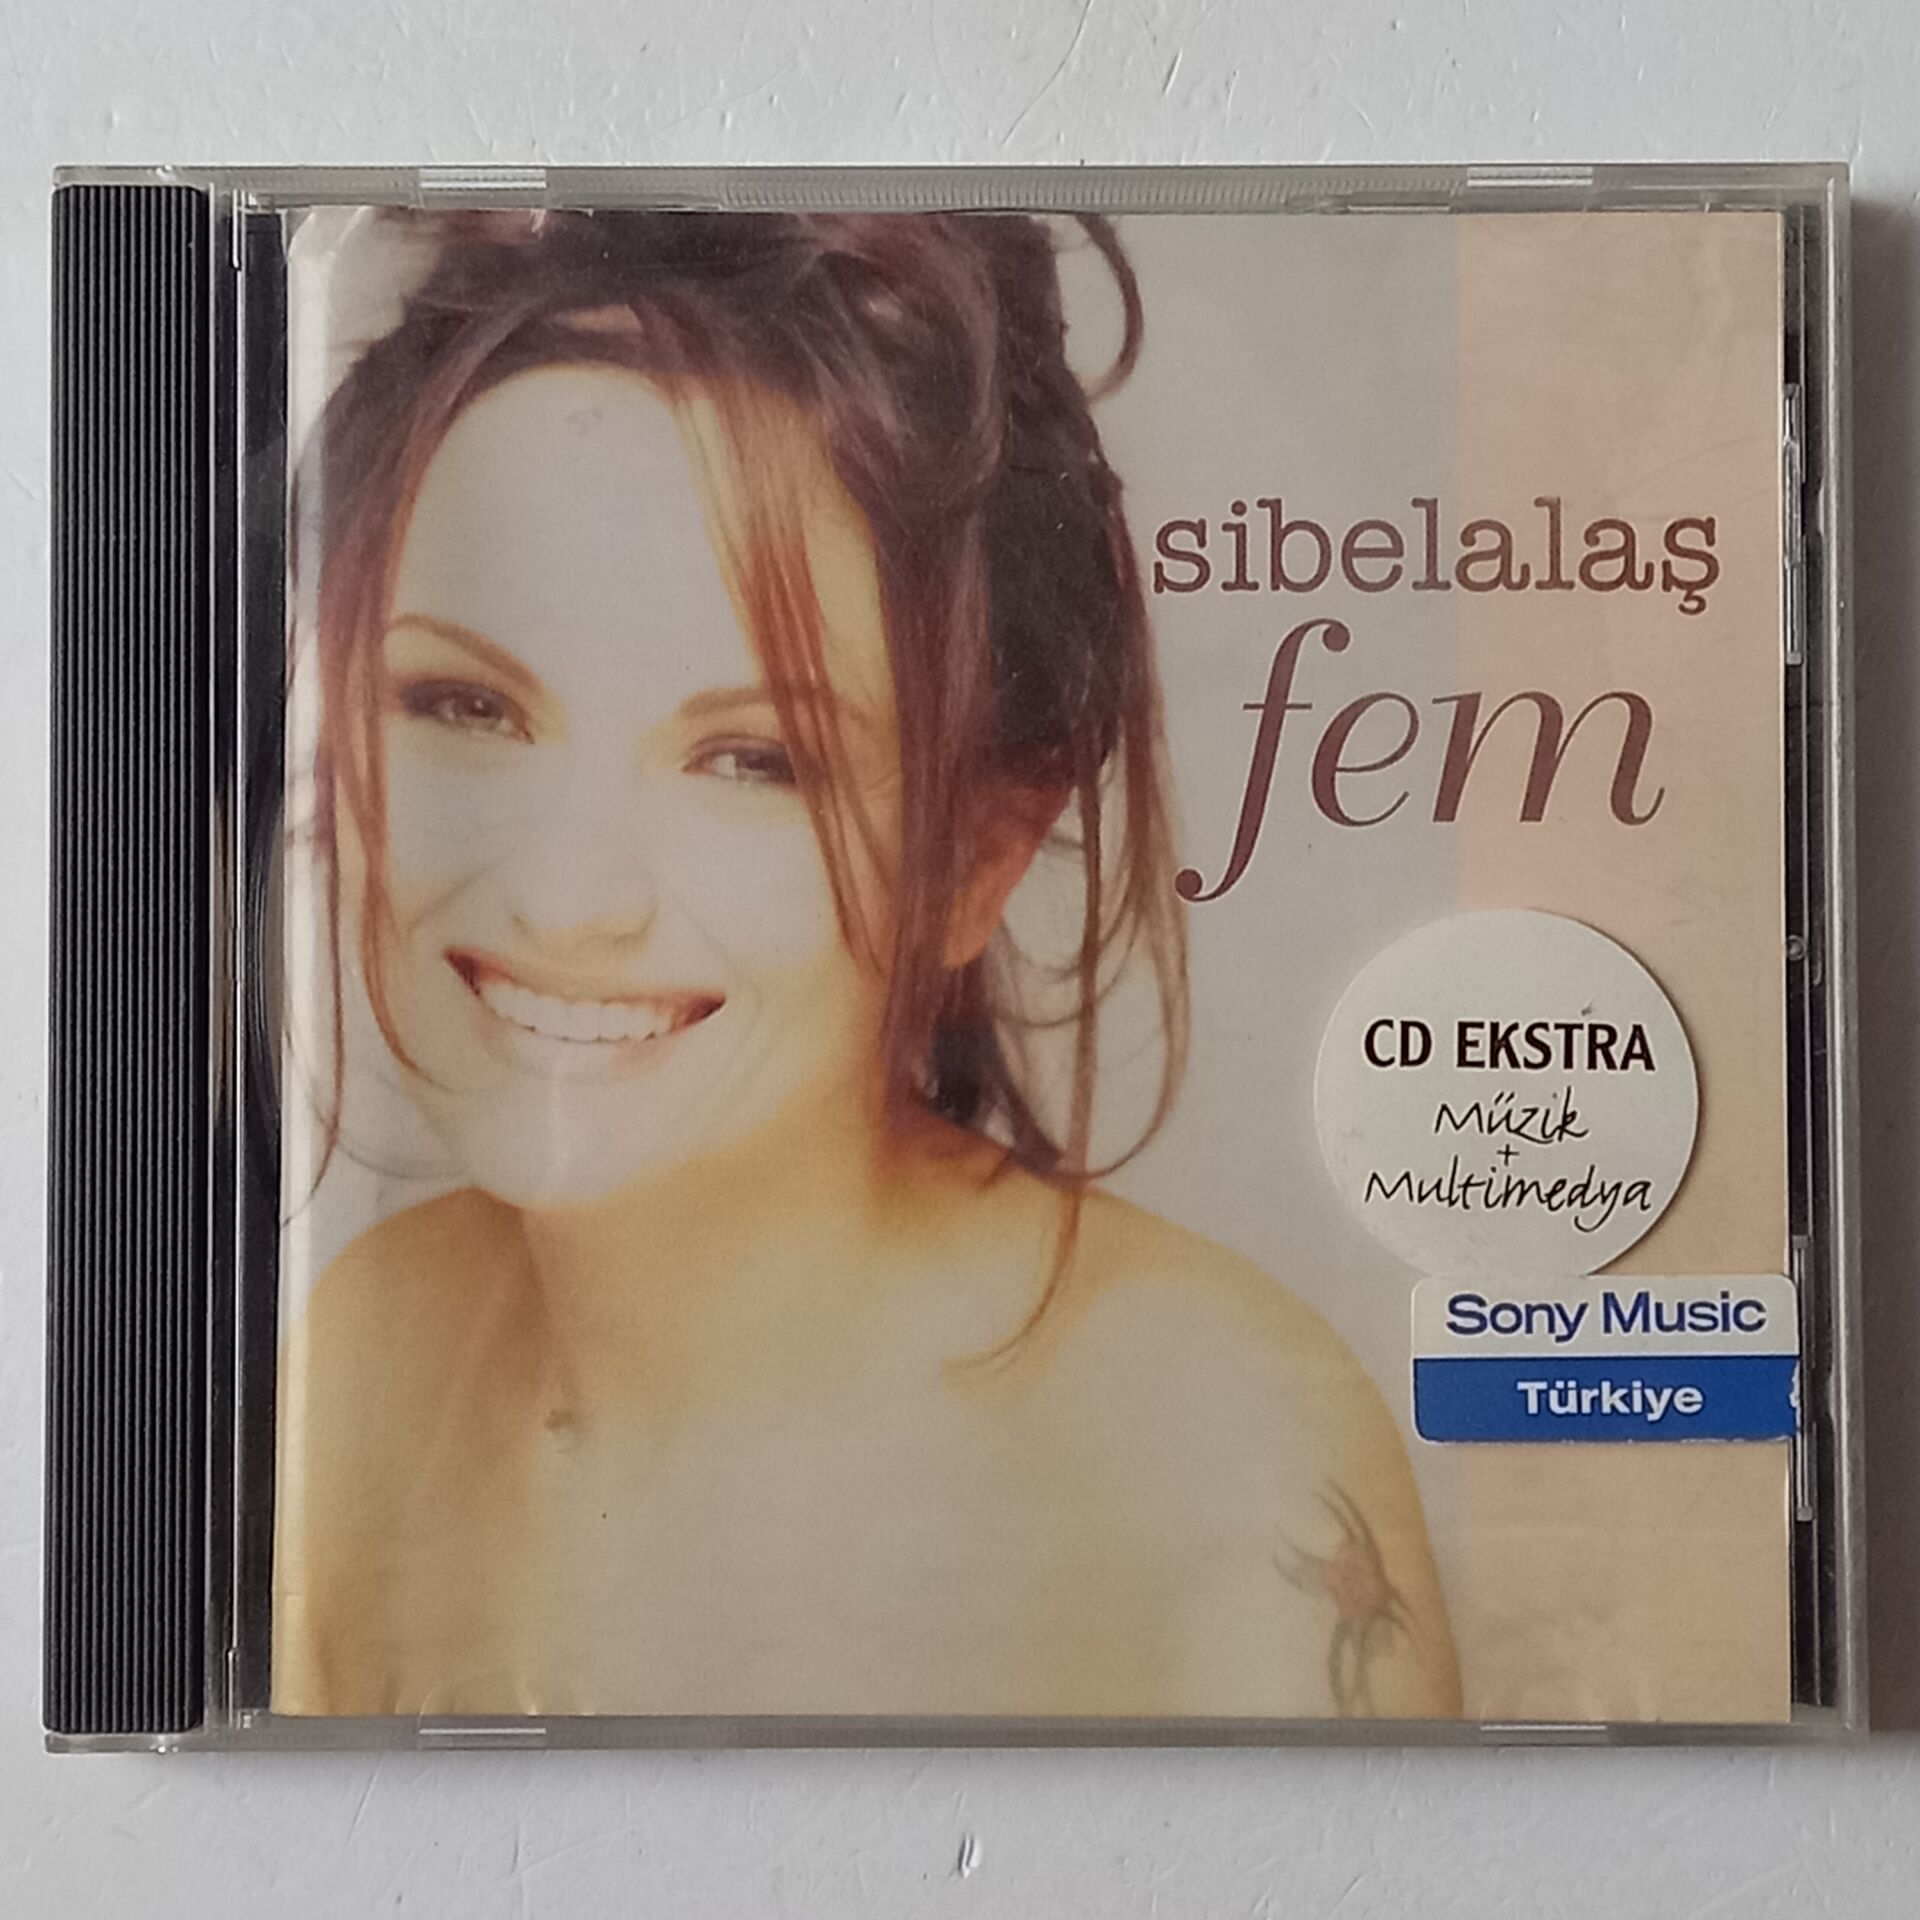 sibelalaş
fem
CD EKSTRA
Müzik
+
Multimedya
Sony Music
Türkiye